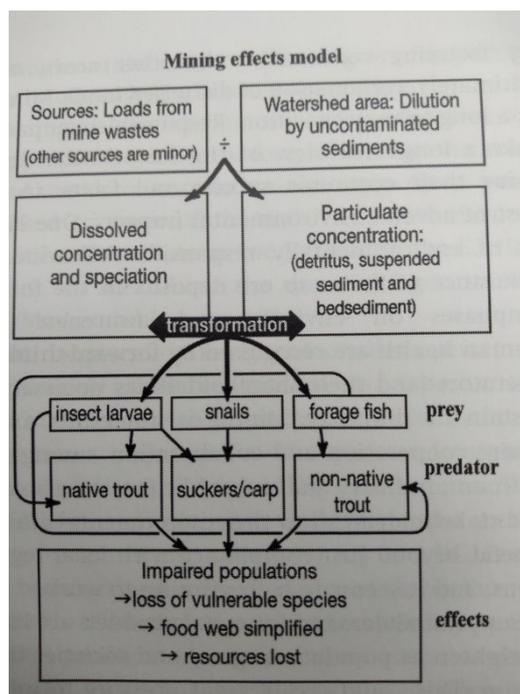 Mining effects model
Sources: Loads from
mine wastes
(other sources are minor)
÷
Watershed area: Dilution
by uncontaminated
sediments
Dissolved
concentration
and speciation
Particulate
concentration:
(detritus, suspended
sediment and
bedsediment)
transformation
insect larvae
snails
forage fish
prey
native trout
suckers/carp
non-native
trout
predator
Impaired populations
→loss of vulnerable species
→food web simplified
→resources lost
effects